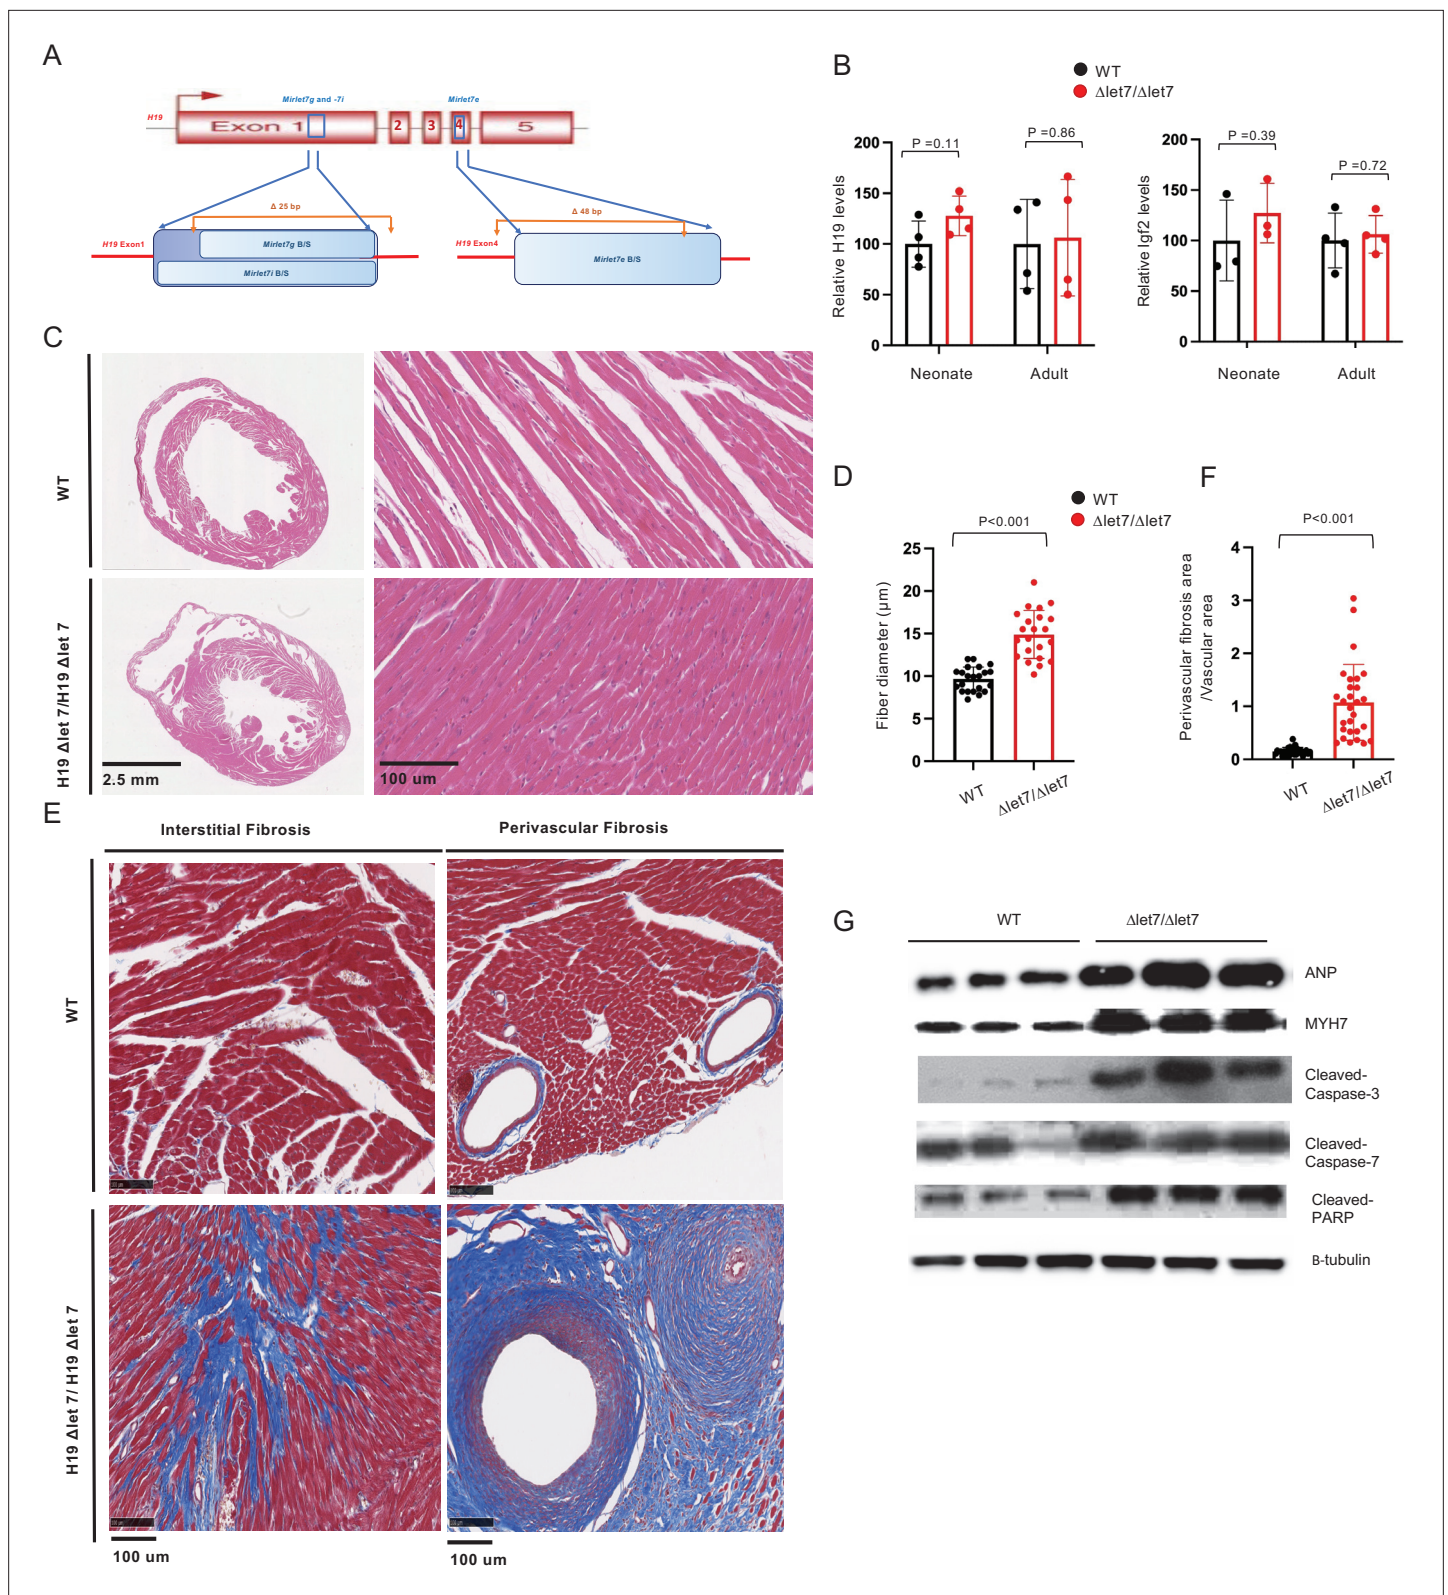 A
Mirlet7g and -7i
Mirlet7e
H19
Exon 1
2
3
4
5
Δ 25 bp
Δ 48 bp
H19 Exon1
Mirlet7g B/S
Mirlet7i B/S
H19 Exon4
Mirlet7e B/S
B
WT
Δlet7/Δlet7
Relative H19 levels
200
150
100
50
0
P =0.11
P =0.86
Neonate
Adult
Relative Igf2 levels
200
150
100
50
0
P =0.39
P =0.72
Neonate
Adult
C
WT
H19 Δlet 7/H19 Δlet 7
2.5 mm
100 um
D
WT
Δlet7/Δlet7
P<0.001
Fiber diameter (μm)
25
20
15
10
5
0
WT
Δlet7/Δlet7
F
P<0.001
Perivascular fibrosis area
/Vascular area
4
3
2
1
0
WT
Δlet7/Δlet7
E
Interstitial Fibrosis
Perivascular Fibrosis
WT
H19 Δlet 7/ H19 Δlet 7
100 um
100 um
G
WT
Δlet7/Δlet7
ANP
MYH7
Cleaved-
Caspase-3
Cleaved-
Caspase-7
Cleaved-
PARP
B-tubulin